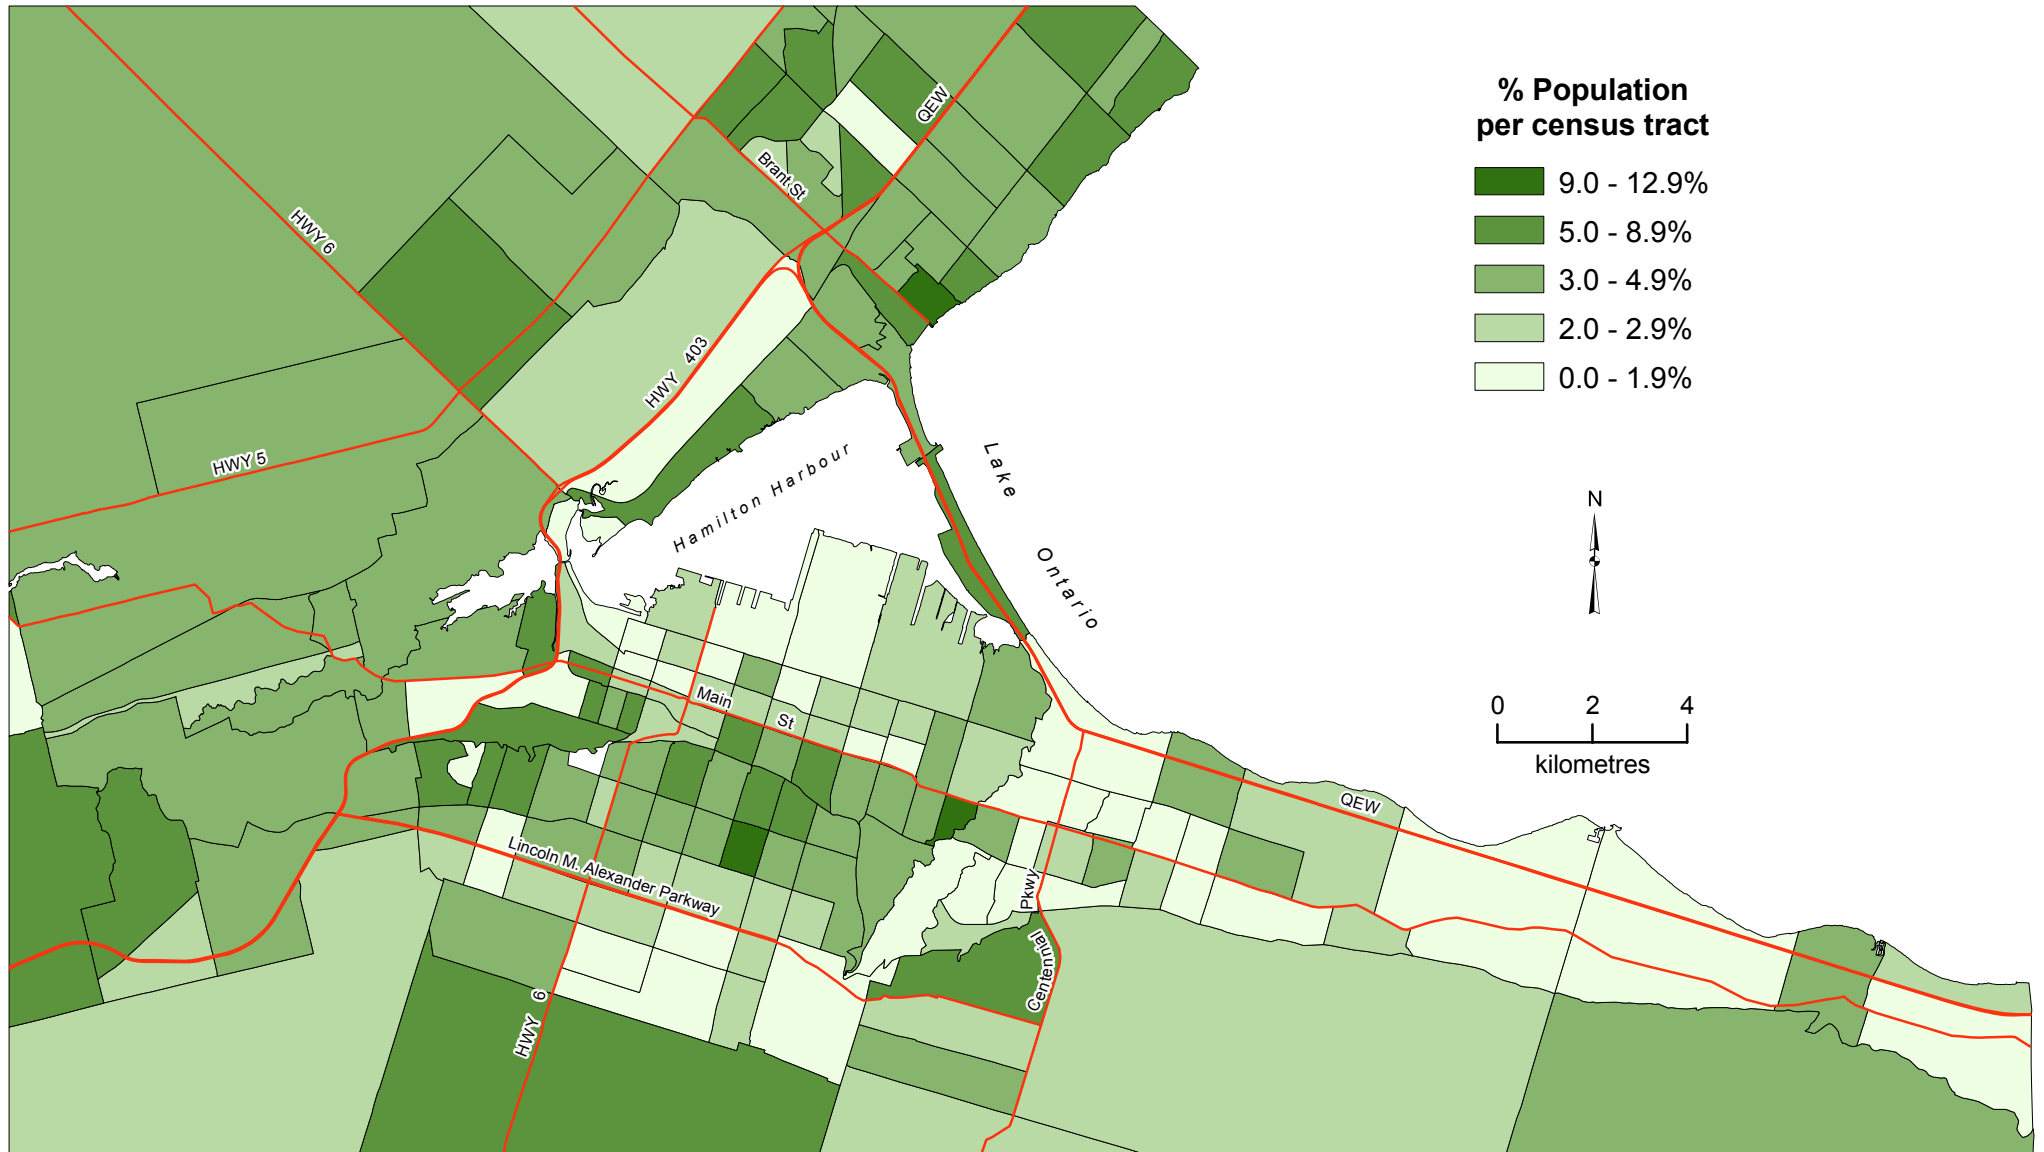 % Population
per census tract
9.0 - 12.9%
5.0 - 8.9%
3.0 - 4.9%
2.0 - 2.9%
0.0 - 1.9%
QEW
Brant St
HWY 6
HWY 403
HWY 5
Hamilton Harbour
Lake
Ontario
N
0 2 4
kilometres
Main St
QEW
Lincoln M. Alexander Parkway
Centennial Pkwy
HWY 6